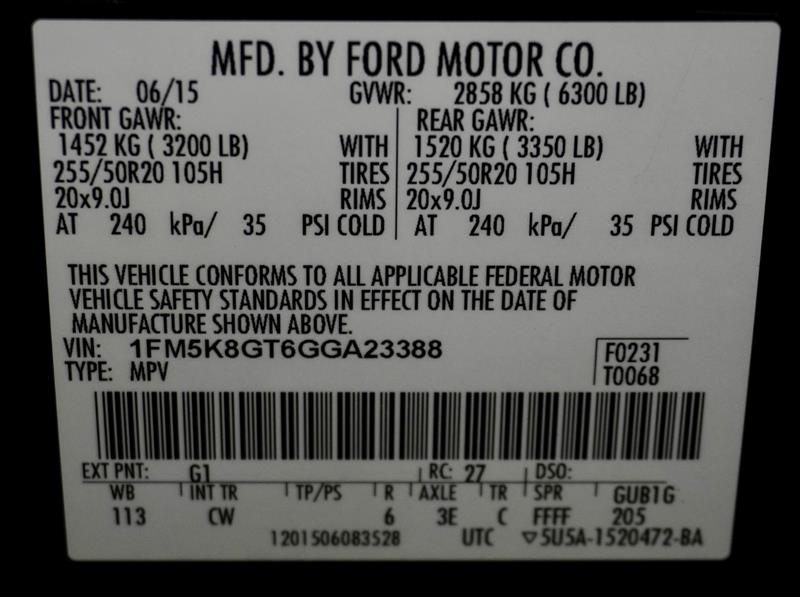 MFD. BY FORD MOTOR CO.
DATE: 06/15 GVWR: 2858 KG ( 6300 LB)
FRONT GAWR: REAR GAWR:
1452 KG ( 3200 LB) WITH 1520 KG ( 3350 LB) WITH
255/50R20 105H TIRES 255/50R20 105H TIRES
20x9.0J RIMS 20x9.0J RIMS
AT 240 kPa/ 35 PSI COLD AT 240 kPa/ 35 PSI COLD
THIS VEHICLE CONFORMS TO ALL APPLICABLE FEDERAL MOTOR
VEHICLE SAFETY STANDARDS IN EFFECT ON THE DATE OF
MANUFACTURE SHOWN ABOVE.
VIN: 1FM5K8GT6GGA23388 F0231
TYPE: MPV T0068
EXT PNT: G1 RC: 27 DSO:
WB INT TR TP/PS R AXLE TR SPR GUB1G
113 CW 6 3E C FFFF 205
1201506083528 UTC ▽5U5A-1520472-BA